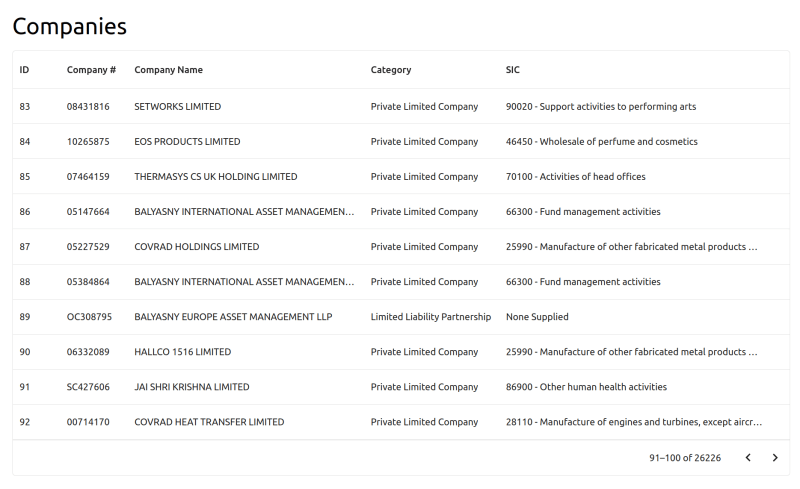 Companies
ID Company # Company Name Category SIC
83 08431816 SETWORKS LIMITED Private Limited Company 90020 - Support activities to performing arts
84 10265875 EOS PRODUCTS LIMITED Private Limited Company 46450 - Wholesale of perfume and cosmetics
85 07464159 THERMASYS CS UK HOLDING LIMITED Private Limited Company 70100 - Activities of head offices
86 05147664 BALYASNY INTERNATIONAL ASSET MANAGEMEN... Private Limited Company 66300 - Fund management activities
87 05227529 COVRAD HOLDINGS LIMITED Private Limited Company 25990 - Manufacture of other fabricated metal products ...
88 05384864 BALYASNY INTERNATIONAL ASSET MANAGEMEN... Private Limited Company 66300 - Fund management activities
89 OC308795 BALYASNY EUROPE ASSET MANAGEMENT LLP Limited Liability Partnership None Supplied
90 06332089 HALLCO 1516 LIMITED Private Limited Company 25990 - Manufacture of other fabricated metal products ...
91 SC427606 JAI SHRI KRISHNA LIMITED Private Limited Company 86900 - Other human health activities
92 00714170 COVRAD HEAT TRANSFER LIMITED Private Limited Company 28110 - Manufacture of engines and turbines, except aircr...
91–100 of 26226